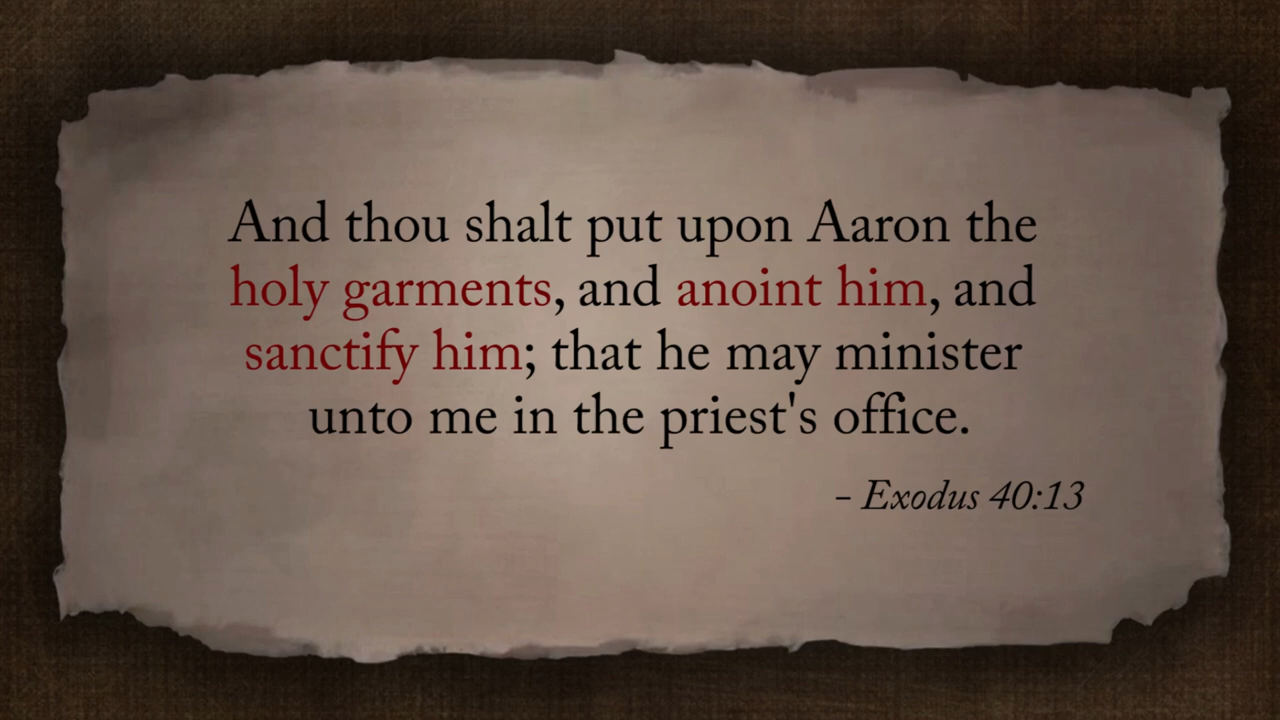 And thou shalt put upon Aaron the
holy garments, and anoint him, and
sanctify him; that he may minister
unto me in the priest's office.
– Exodus 40:13